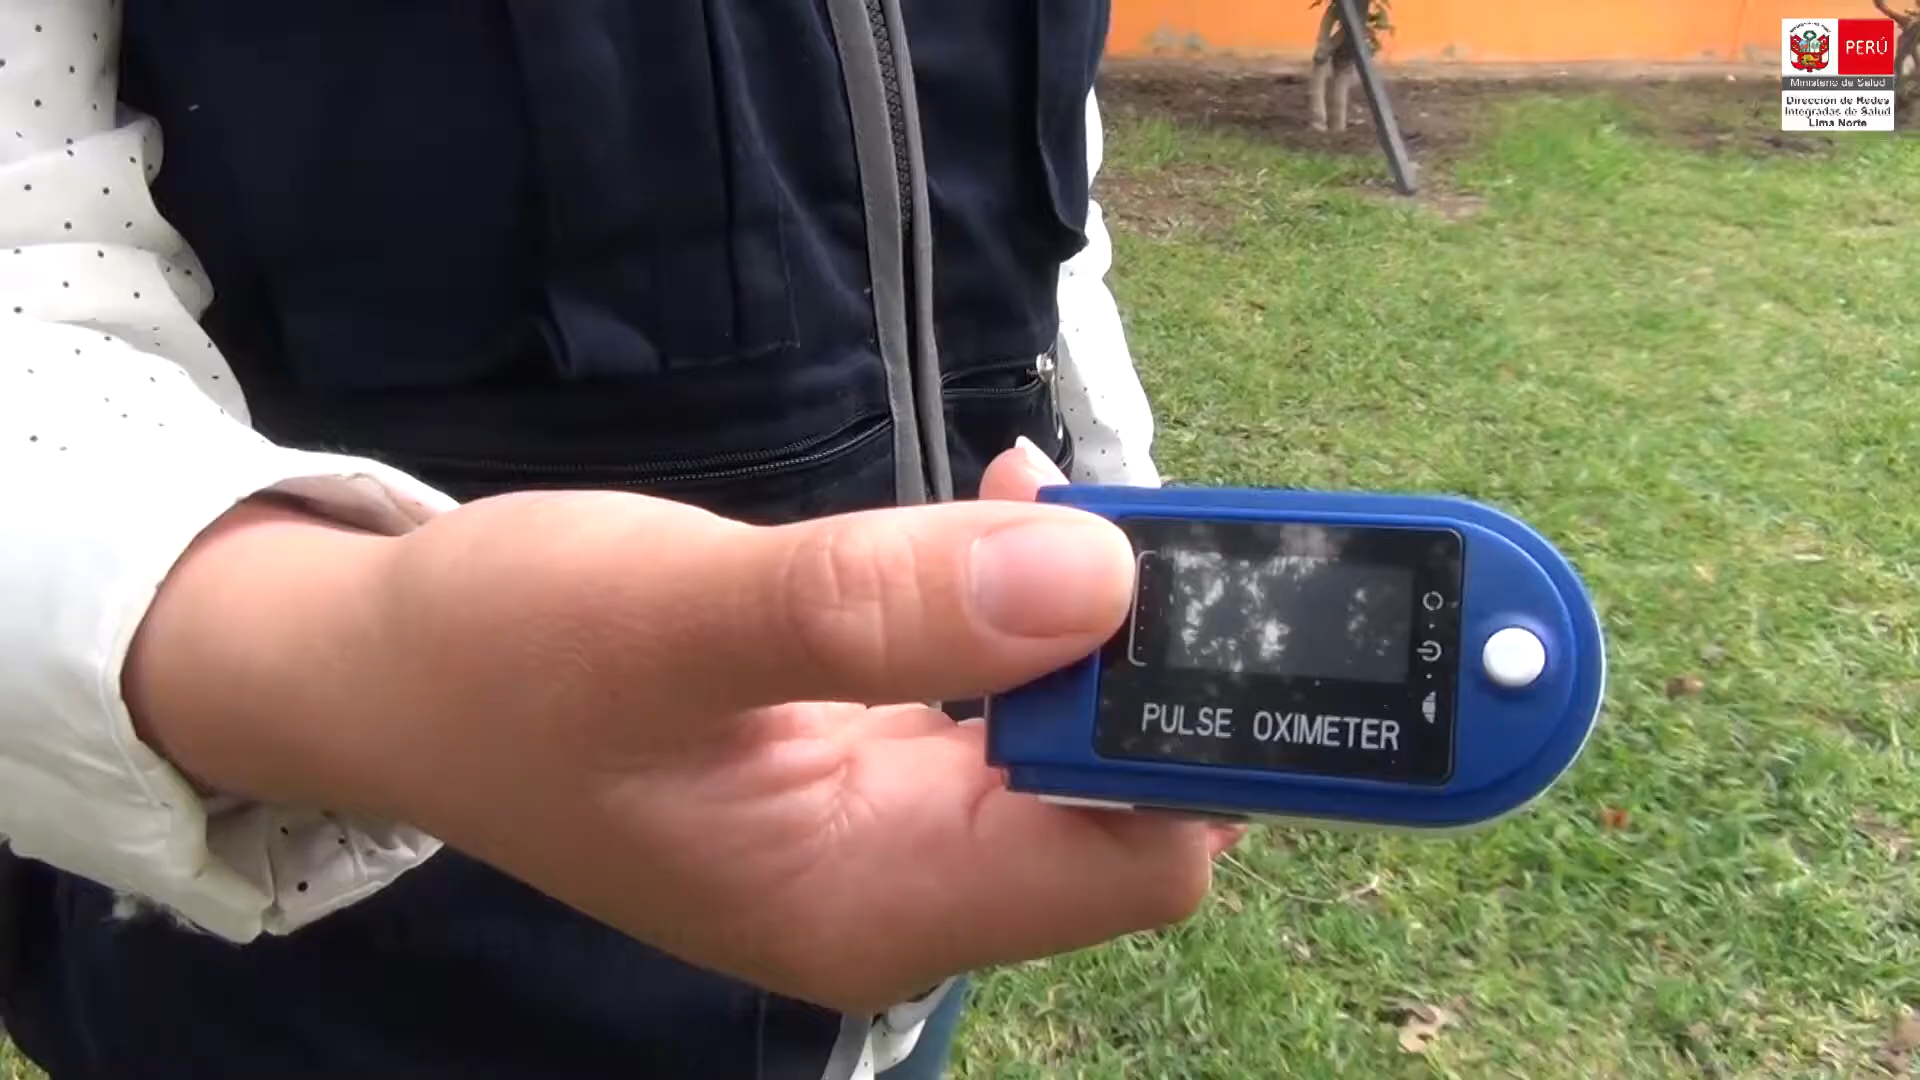 PERÚ
Ministerio de Salud
Dirección de Redes
Integradas de Salud
Lima Norte
PULSE OXIMETER